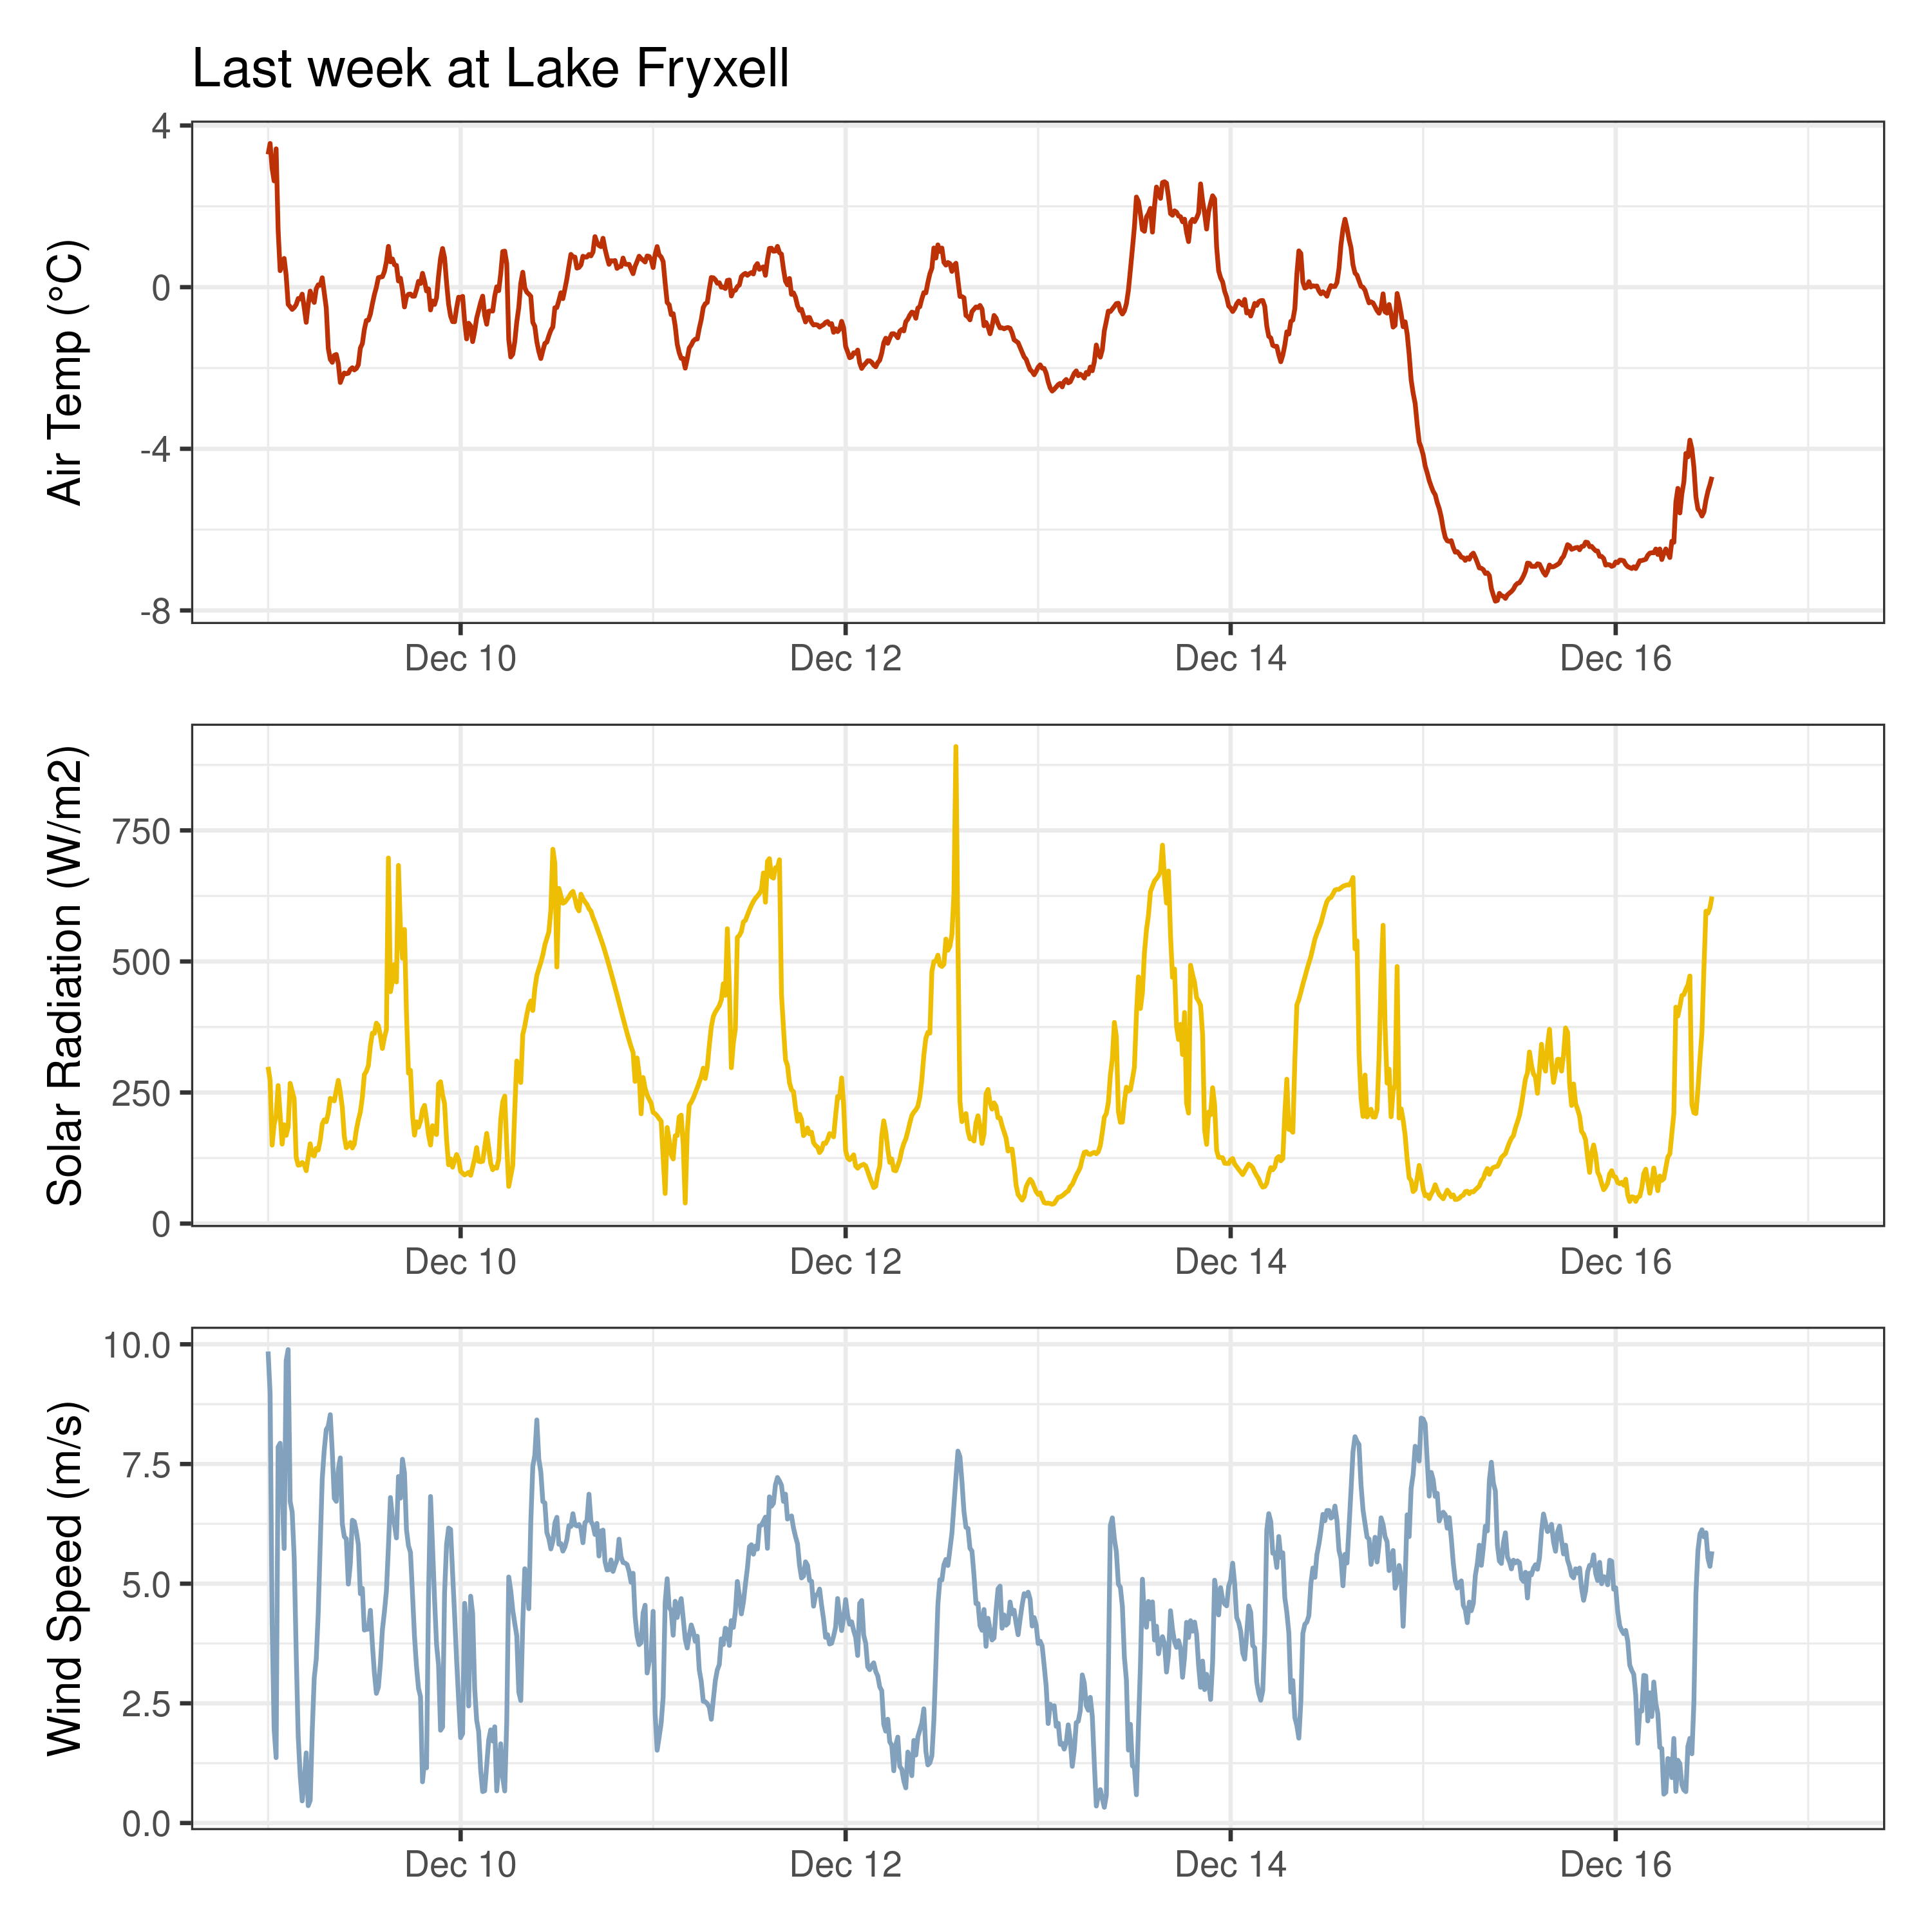 Last week at Lake Fryxell
Air Temp (°C)
4
0
-4
-8
Dec 10 Dec 12 Dec 14 Dec 16
Solar Radiation (W/m2)
750
500
250
0
Dec 10 Dec 12 Dec 14 Dec 16
Wind Speed (m/s)
10.0
7.5
5.0
2.5
0.0
Dec 10 Dec 12 Dec 14 Dec 16